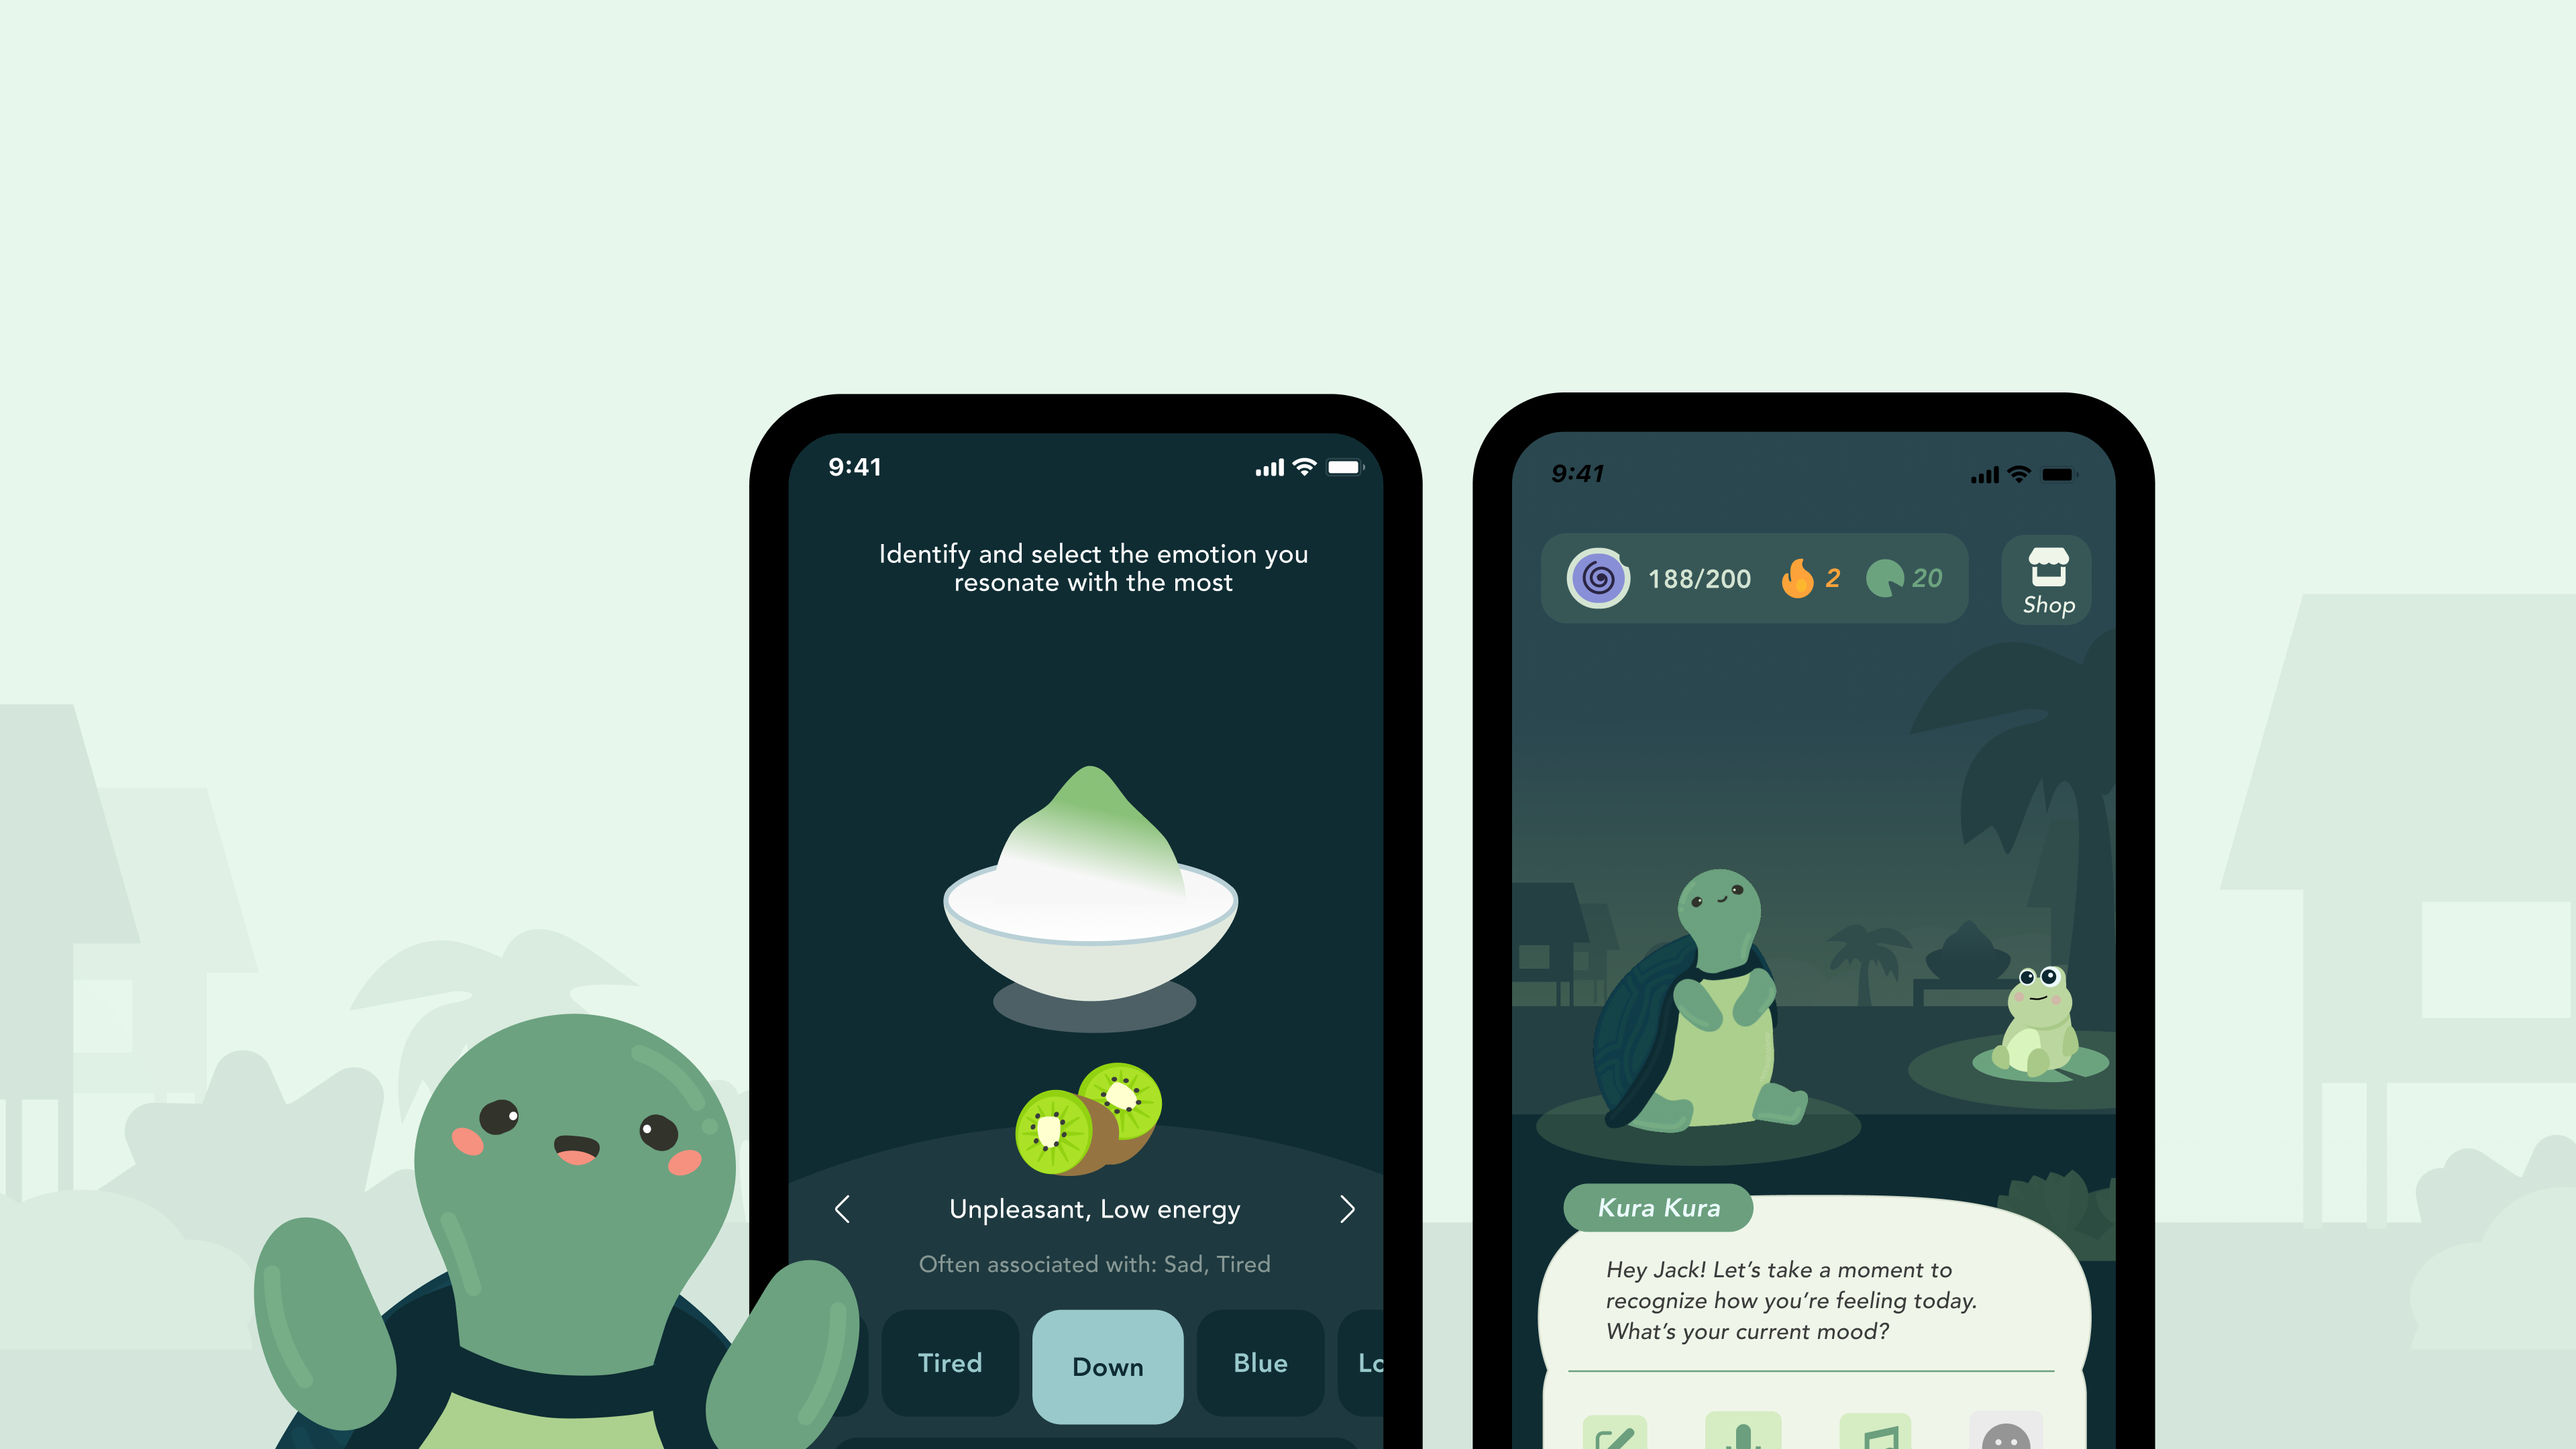 9:41
Identify and select the emotion you
resonate with the most
Unpleasant, Low energy
Often associated with: Sad, Tired
Tired
Down
Blue
9:41
188/200
2
20
Shop
Kura Kura
Hey Jack! Let’s take a moment to
recognize how you’re feeling today.
What’s your current mood?